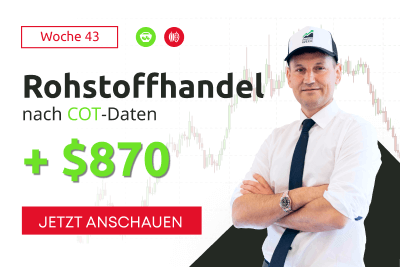 Woche 43
Rohstoffhandel
nach COT-Daten
+ $870
JETZT ANSCHAUEN